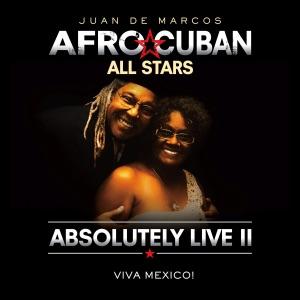 JUAN DE MARCOS
AFRO★CUBAN
ALL STARS
ABSOLUTELY LIVE II
VIVA MEXICO!